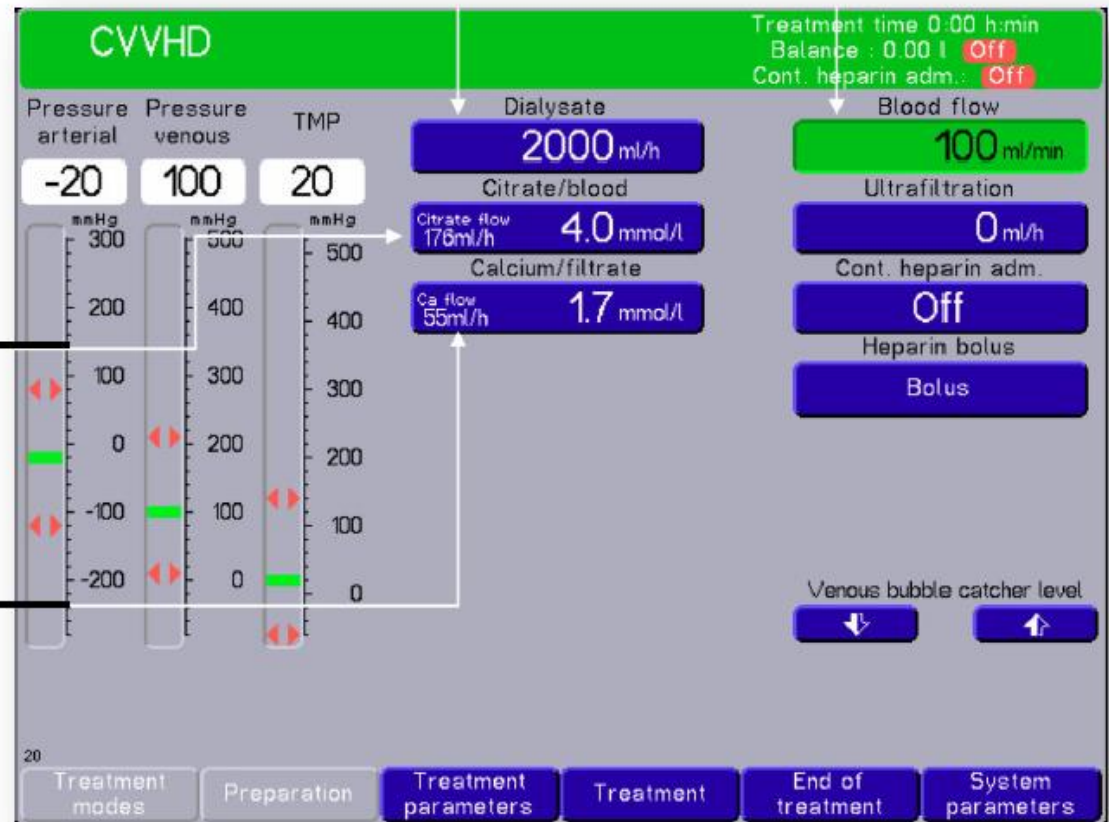 CVVHD
Treatment time 0:00 h:min
Balance : 0.00 l Off
Cont. heparin adm.: Off
Pressure arterial
Pressure venous
TMP
-20
100
20
mmHg
300
200
100
0
-100
-200
mmHg
500
400
300
200
100
0
mmHg
500
400
300
200
100
0
Dialysate
2000 ml/h
Citrate/blood
Citrate flow
176ml/h
4.0 mmol/l
Calcium/filtrate
Ca flow
55ml/h
1.7 mmol/l
Blood flow
100 ml/min
Ultrafiltration
0 ml/h
Cont. heparin adm.
Off
Heparin bolus
Bolus
Venous bubble catcher level
20
Treatment modes
Preparation
Treatment parameters
Treatment
End of treatment
System parameters